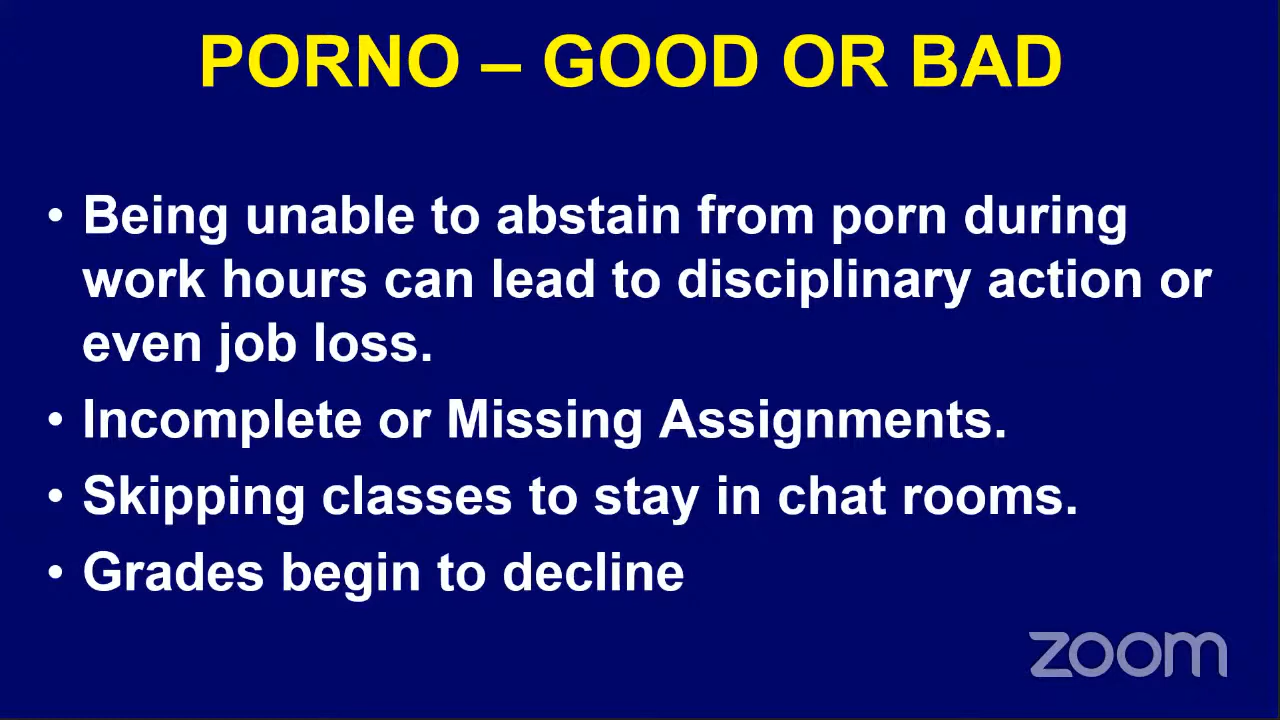 PORNO – GOOD OR BAD
• Being unable to abstain from porn during
work hours can lead to disciplinary action or
even job loss.
• Incomplete or Missing Assignments.
• Skipping classes to stay in chat rooms.
• Grades begin to decline
zoom